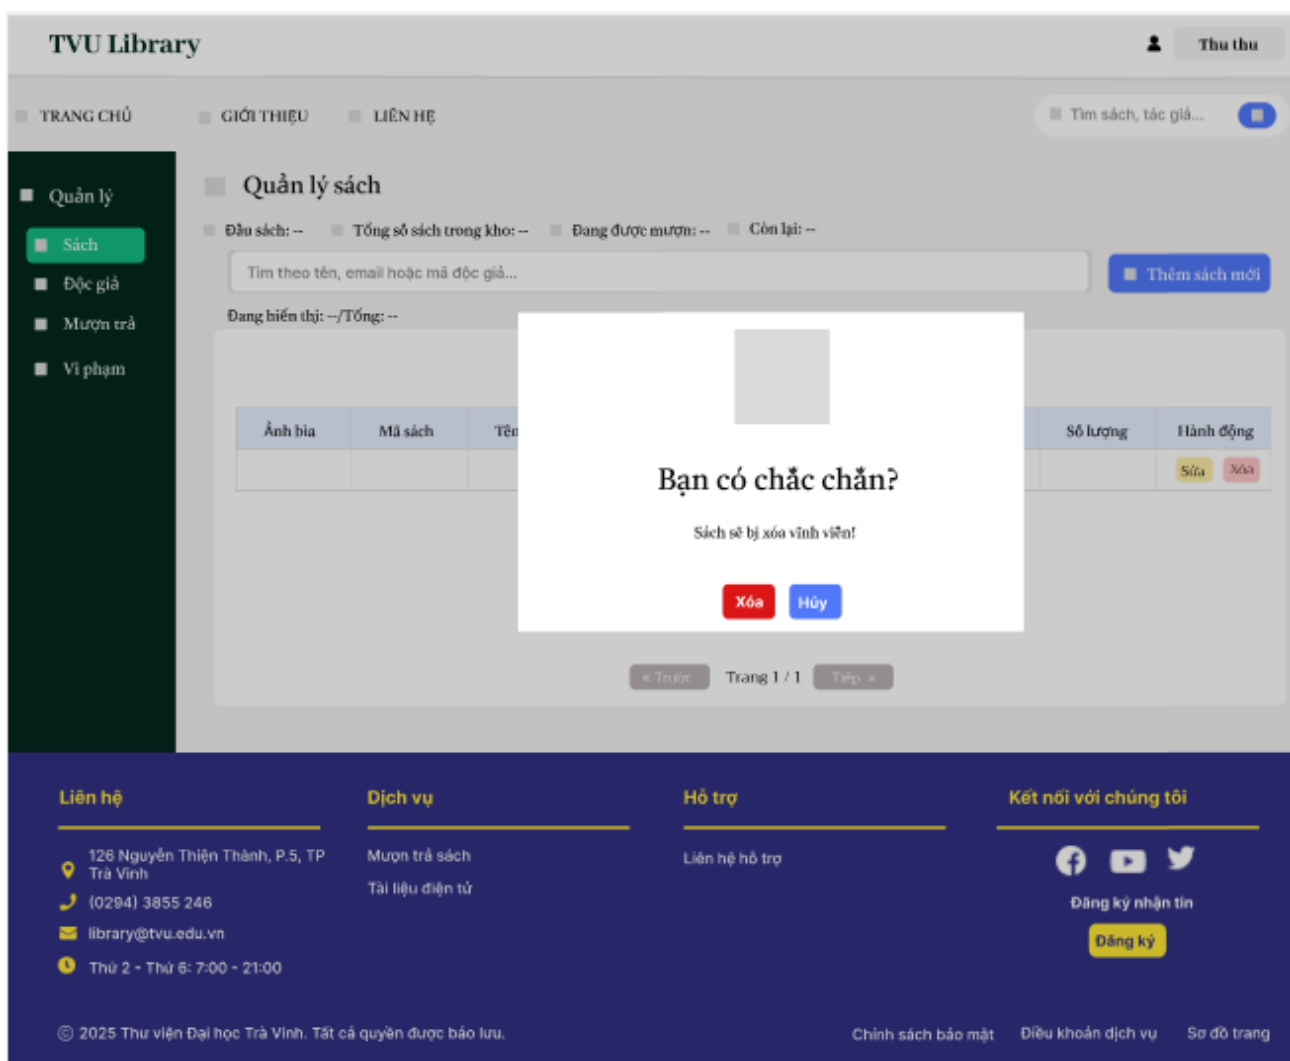 TVU Library
Thu thu
TRANG CHỦ
GIỚI THIỆU
LIÊN HỆ
Tìm sách, tác giả...
Quản lý
Sách
Độc giả
Mượn trả
Vi phạm
Quản lý sách
Đầu sách: --
Tổng số sách trong kho: --
Đang được mượn: --
Còn lại: --
Tìm theo tên, email hoặc mã độc giả...
Thêm sách mới
Đang hiển thị: --/Tổng: --
Ảnh bìa
Mã sách
Tên
Số lượng
Hành động
Sửa
Xóa
Bạn có chắc chắn?
Sách sẽ bị xóa vĩnh viễn!
Xóa
Hủy
« Trước
Trang 1 / 1
Tiếp »
Liên hệ
126 Nguyễn Thiện Thành, P.5, TP
Trà Vinh
(0294) 3855 246
library@tvu.edu.vn
Thứ 2 - Thứ 6: 7:00 - 21:00
Dịch vụ
Mượn trả sách
Tài liệu điện tử
Hỗ trợ
Liên hệ hỗ trợ
Kết nối với chúng tôi
Đăng ký nhận tin
Đăng ký
© 2025 Thư viện Đại học Trà Vinh. Tất cả quyền được bảo lưu.
Chính sách bảo mật
Điều khoản dịch vụ
Sơ đồ trang